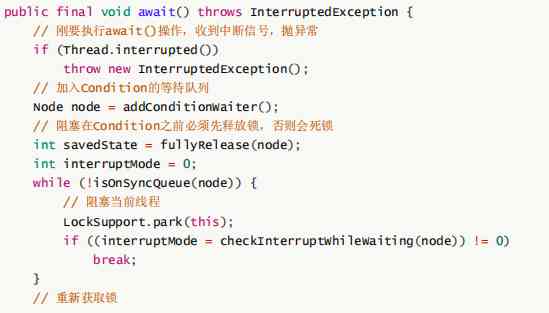 public final void await() throws InterruptedException {
    // 刚要执行await()操作，收到中断信号，抛异常
    if (Thread.interrupted())
        throw new InterruptedException();
    // 加入Condition的等待队列
    Node node = addConditionWaiter();
    // 阻塞在Condition之前必须先释放锁，否则会死锁
    int savedState = fullyRelease(node);
    int interruptMode = 0;
    while (!isOnSyncQueue(node)) {
        // 阻塞当前线程
        LockSupport.park(this);
        if ((interruptMode = checkInterruptWhileWaiting(node)) != 0)
            break;
    }
    // 重新获取锁